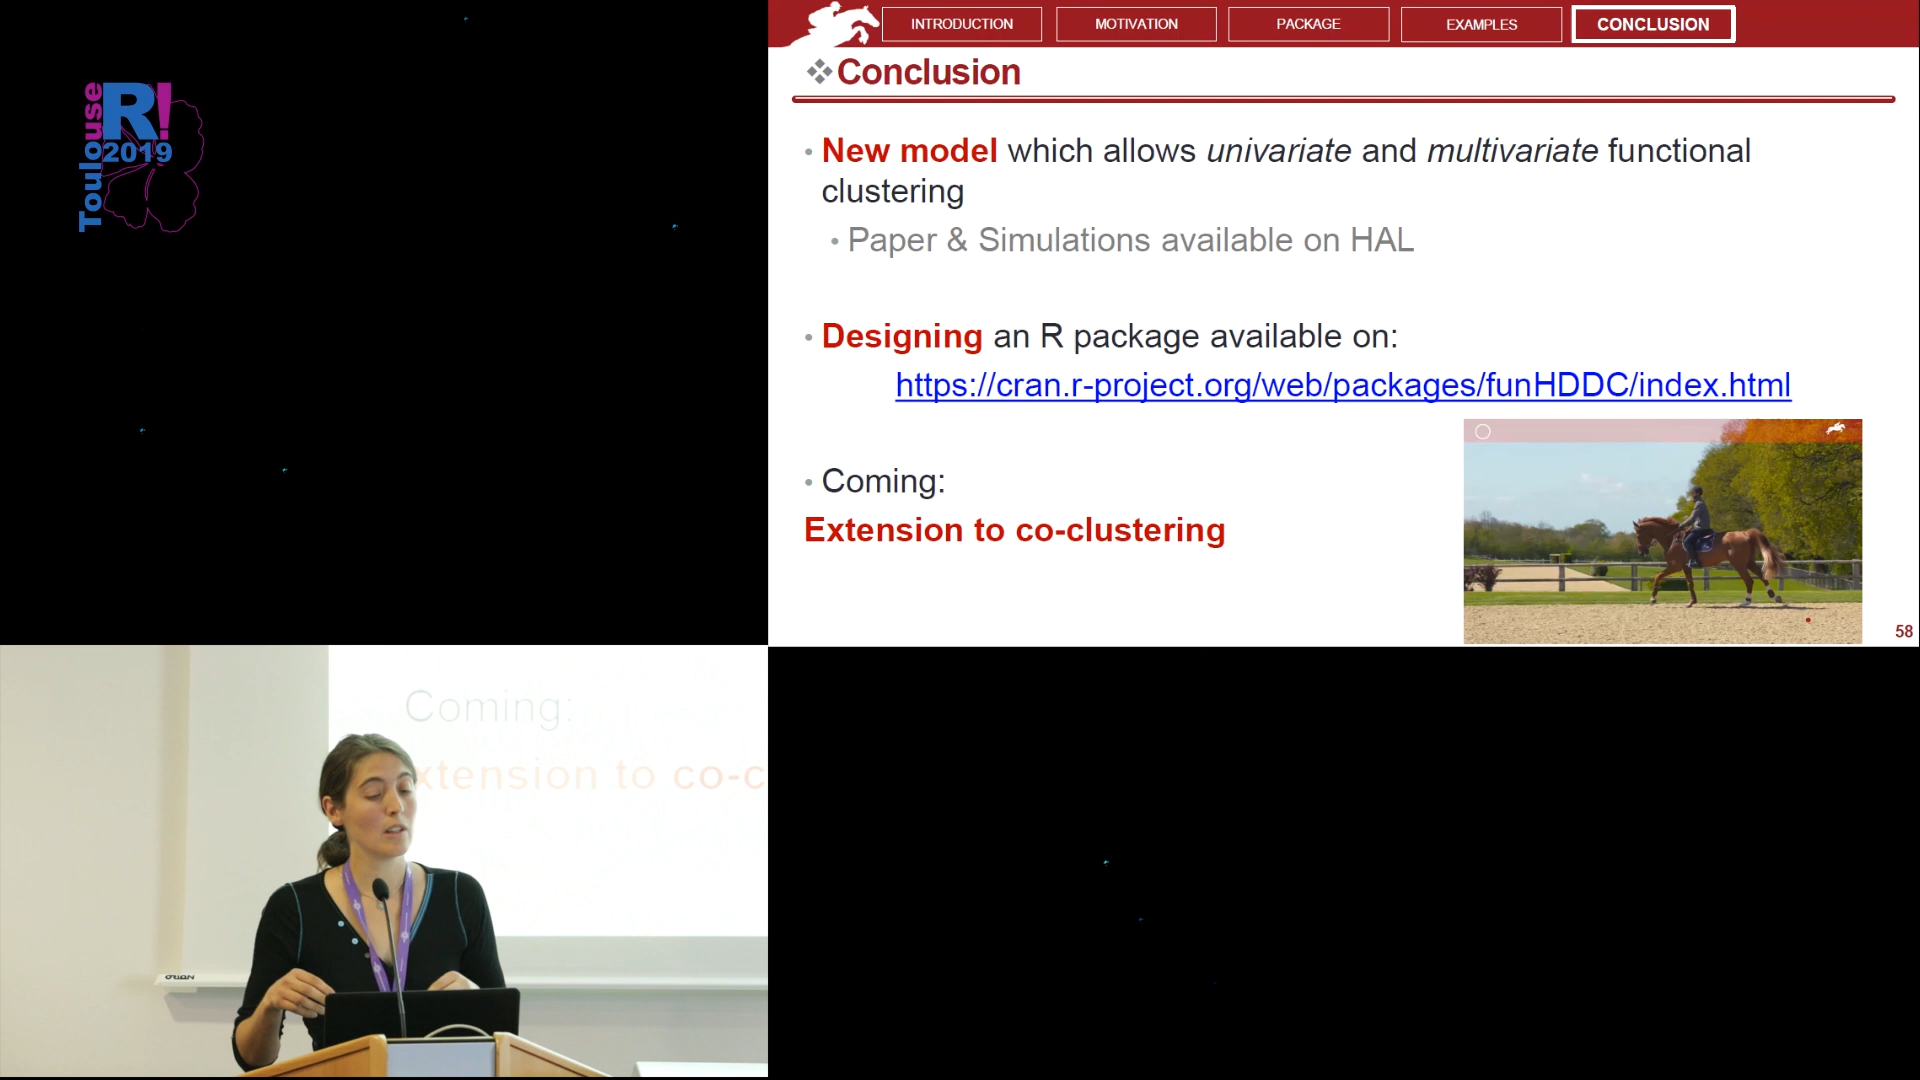 Toulouse
R!
2019
INTRODUCTION
MOTIVATION
PACKAGE
EXAMPLES
CONCLUSION
Conclusion
• New model which allows univariate and multivariate functional
clustering
• Paper & Simulations available on HAL
• Designing an R package available on:
https://cran.r-project.org/web/packages/funHDDC/index.html
• Coming:
Extension to co-clustering
58
Coming:
xtension to co-c